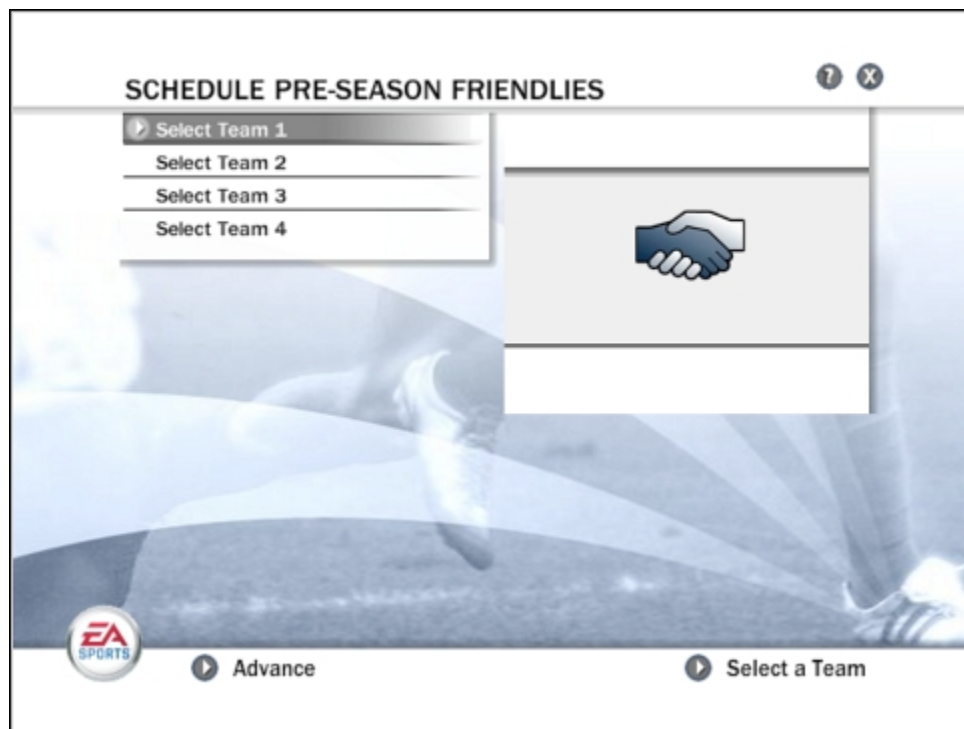 SCHEDULE PRE-SEASON FRIENDLIES
? X
Select Team 1
Select Team 2
Select Team 3
Select Team 4
EA
SPORTS
Advance
Select a Team